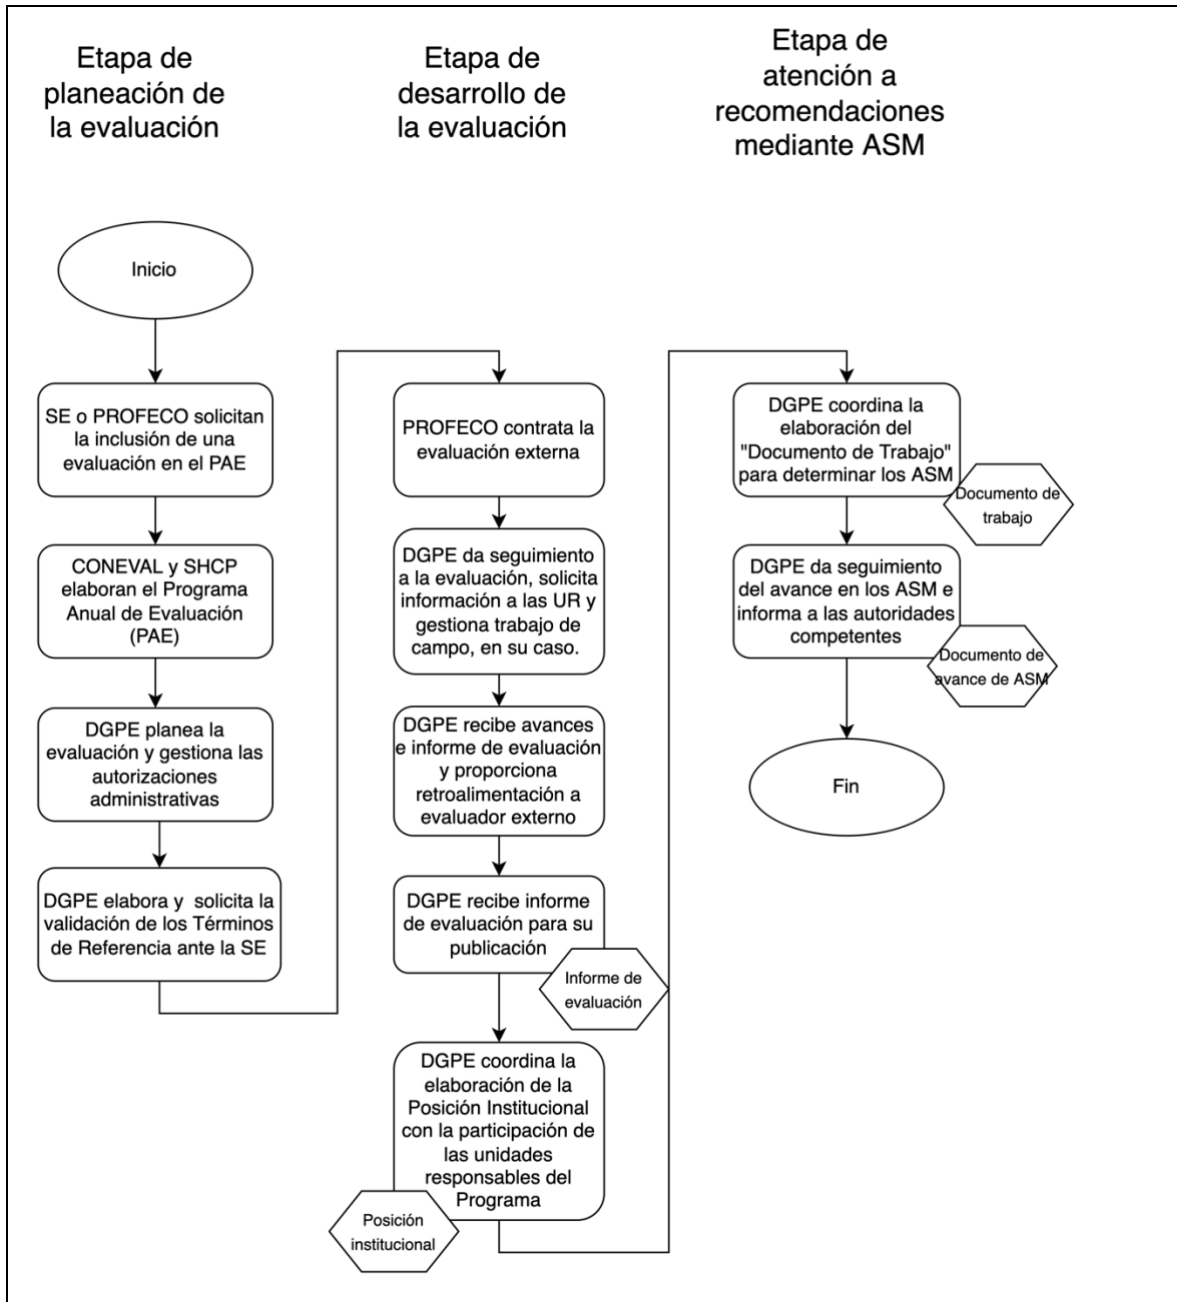 Etapa de
planeación de
la evaluación
Etapa de
desarrollo de
la evaluación
Etapa de
atención a
recomendaciones
mediante ASM
Inicio
SE o PROFECO solicitan
la inclusión de una
evaluación en el PAE
CONEVAL y SHCP
elaboran el Programa
Anual de Evaluación
(PAE)
DGPE planea la
evaluación y gestiona las
autorizaciones
administrativas
DGPE elabora y solicita la
validación de los Términos
de Referencia ante la SE
PROFECO contrata la
evaluación externa
DGPE da seguimiento
a la evaluación, solicita
información a las UR y
gestiona trabajo de
campo, en su caso.
DGPE recibe avances
e informe de evaluación
y proporciona
retroalimentación a
evaluador externo
DGPE recibe informe
de evaluación para su
publicación
Informe de
evaluación
DGPE coordina la
elaboración de la
Posición Institucional
con la participación de
las unidades
responsables del
Programa
Posición
institucional
DGPE coordina la
elaboración del
"Documento de Trabajo"
para determinar los ASM
Documento de
trabajo
DGPE da seguimiento
del avance en los ASM e
informa a las autoridades
competentes
Documento de
avance de ASM
Fin